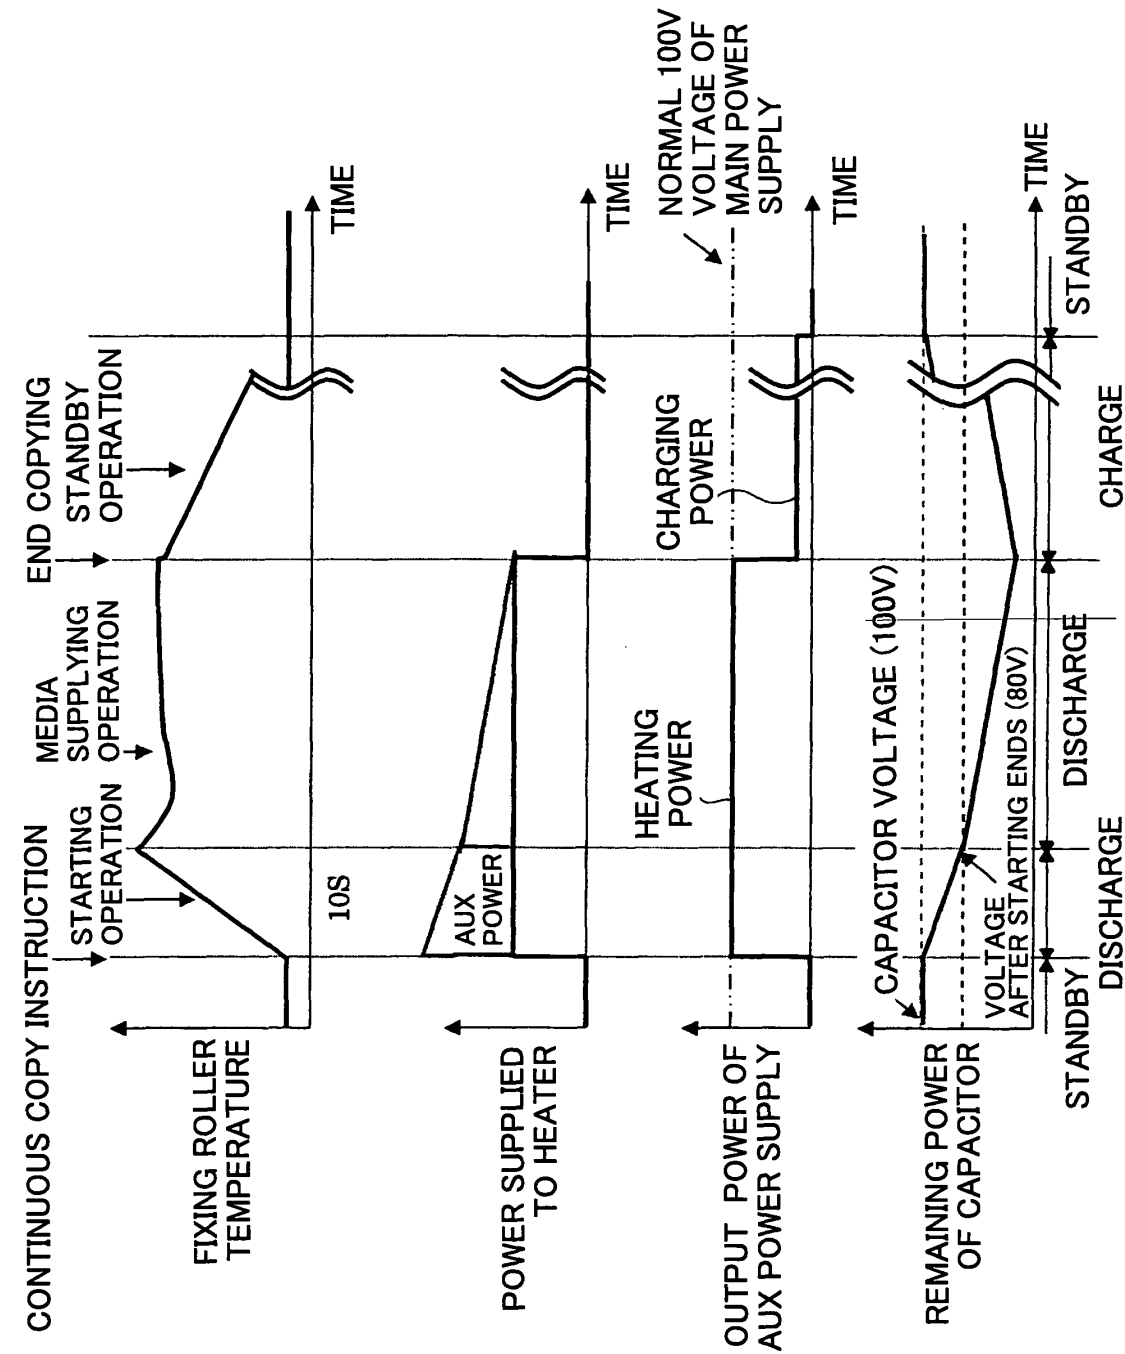 CONTINUOUS COPY INSTRUCTION
END COPYING
STARTING
OPERATION
MEDIA
SUPPLYING
OPERATION
STANDBY
OPERATION
FIXING ROLLER
TEMPERATURE
10S
TIME
POWER SUPPLIED
TO HEATER
AUX
POWER
TIME
OUTPUT POWER OF
AUX POWER SUPPLY
HEATING
POWER
CHARGING
POWER
NORMAL 100V
VOLTAGE OF
MAIN POWER
SUPPLY
TIME
REMAINING POWER
OF CAPACITOR
CAPACITOR VOLTAGE (100V)
VOLTAGE
AFTER STARTING ENDS (80V)
TIME
STANDBY
DISCHARGE
DISCHARGE
CHARGE
STANDBY